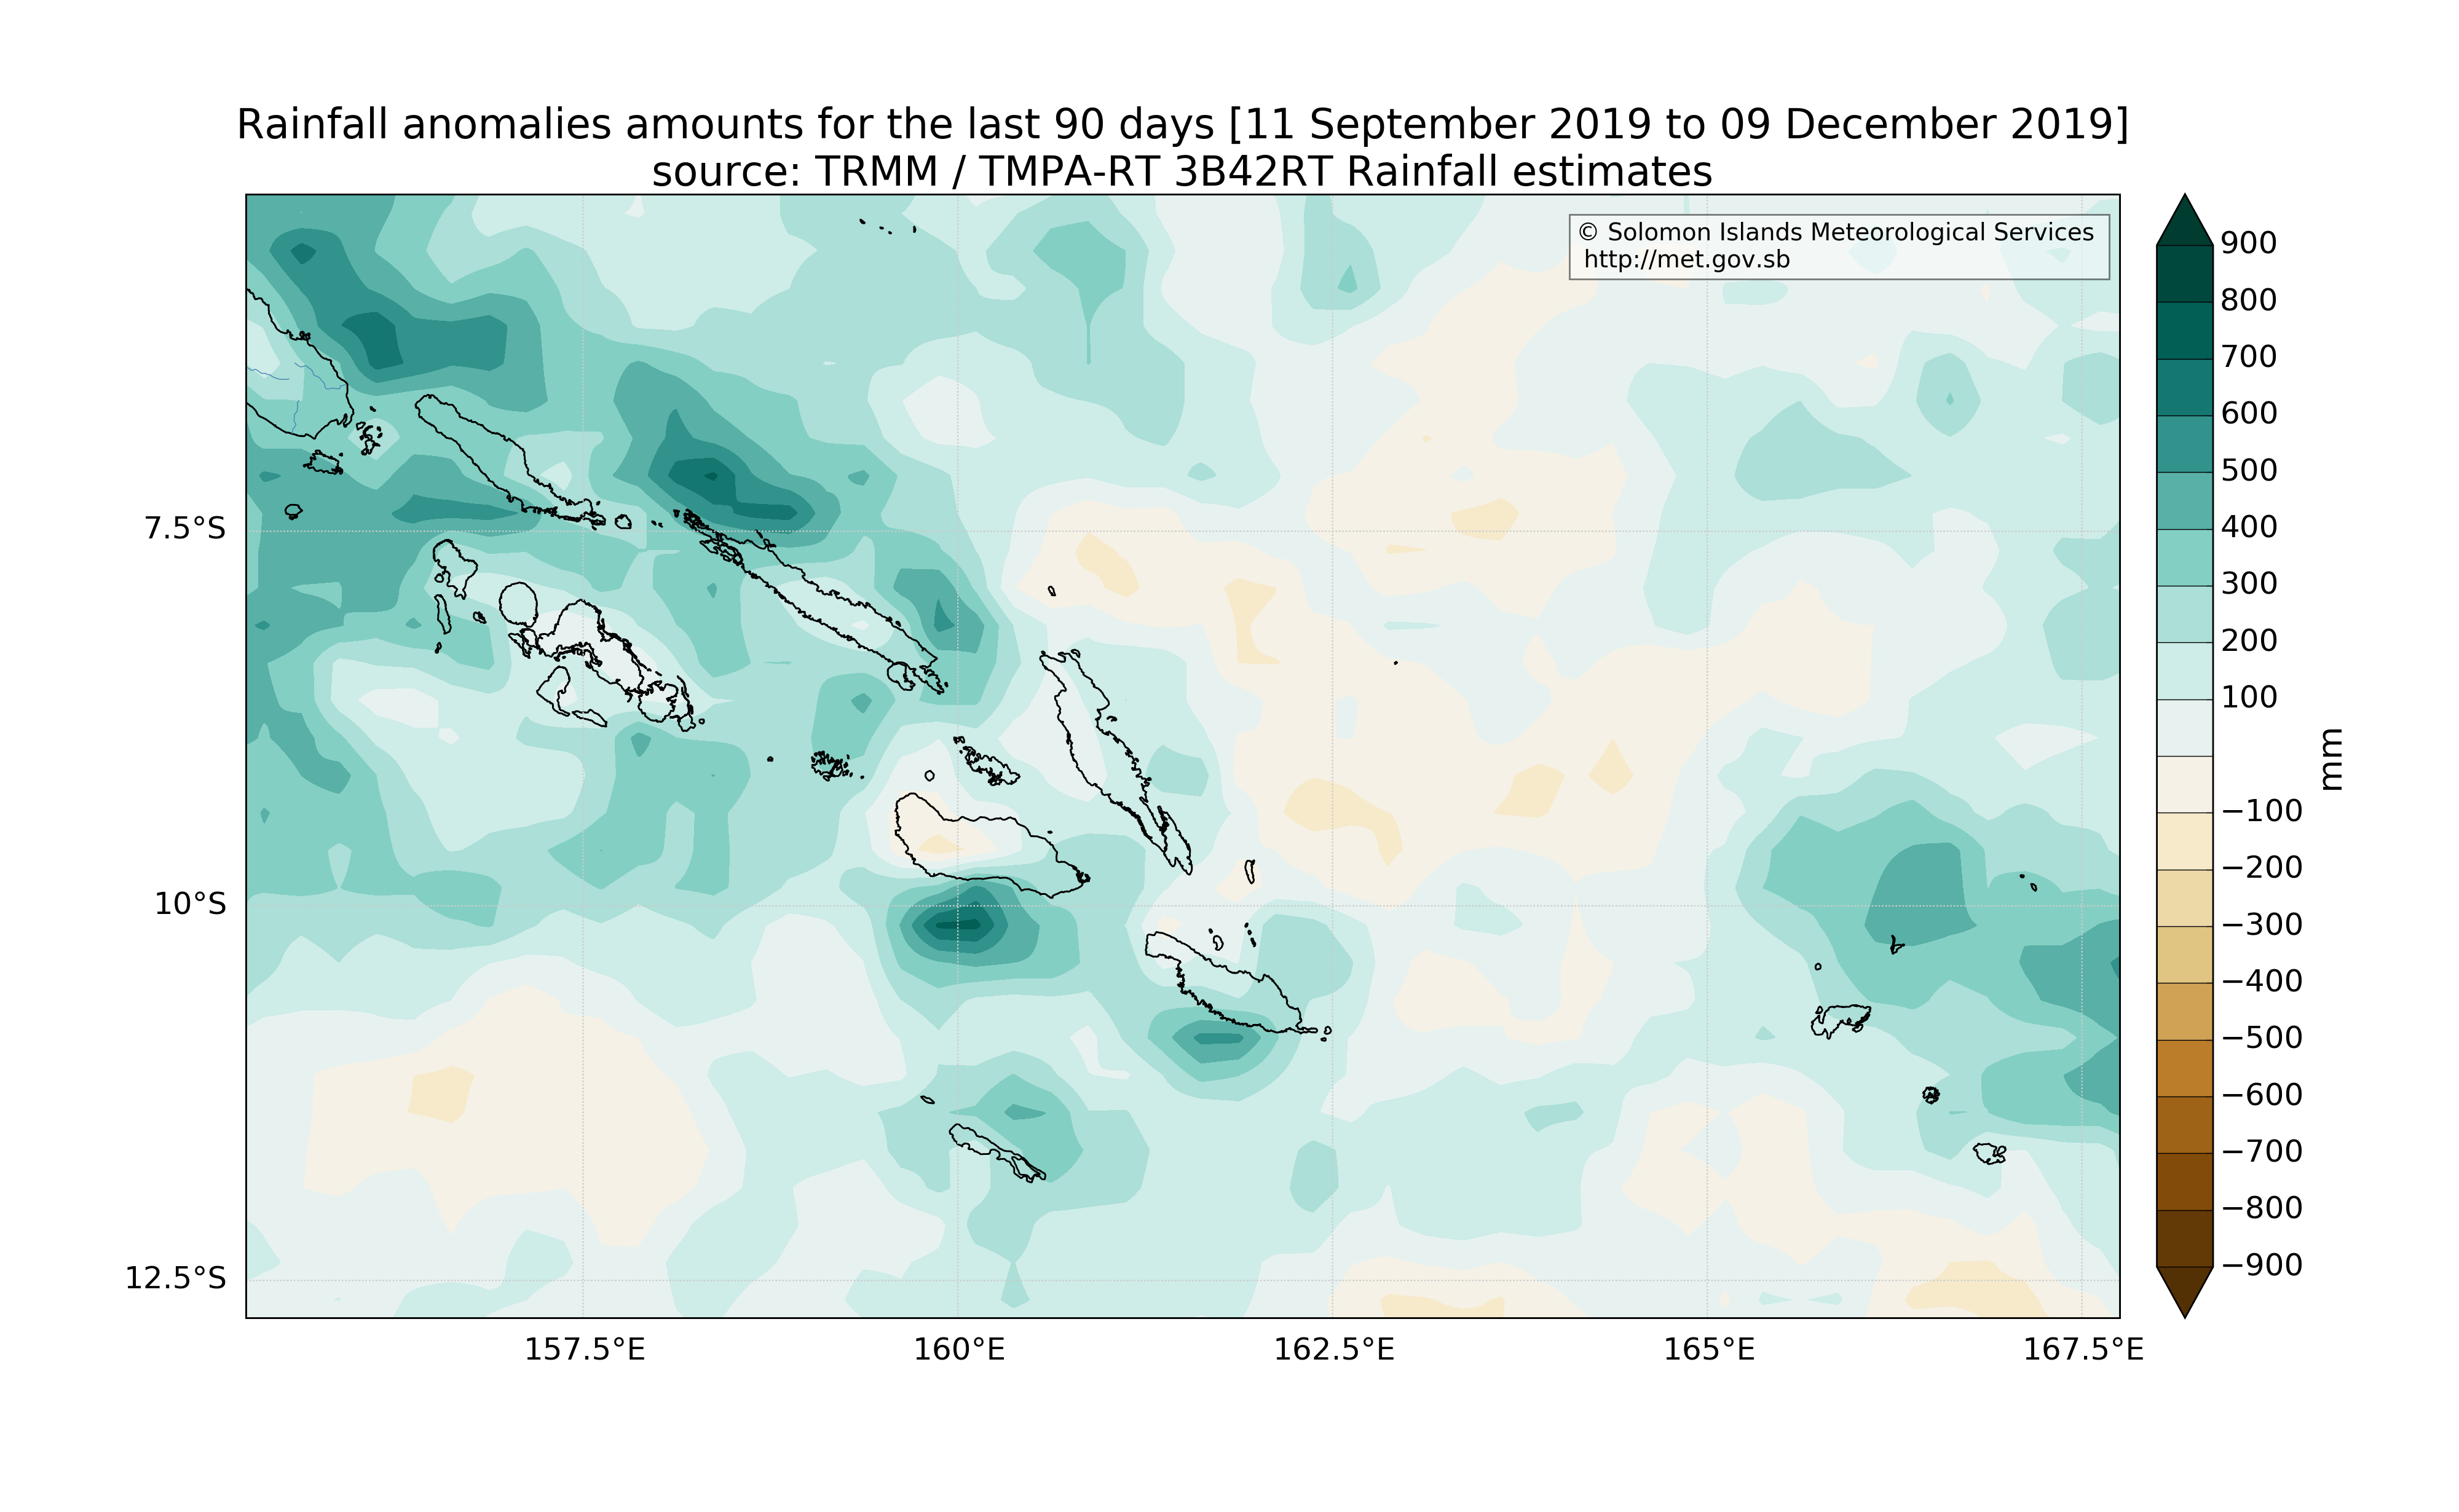 Rainfall anomalies amounts for the last 90 days [11 September 2019 to 09 December 2019]
source: TRMM / TMPA-RT 3B42RT Rainfall estimates
© Solomon Islands Meteorological Services
http://met.gov.sb
7.5°S
10°S
12.5°S
157.5°E
160°E
162.5°E
165°E
167.5°E
900
800
700
600
500
400
300
200
100
−100
−200
−300
−400
−500
−600
−700
−800
−900
mm